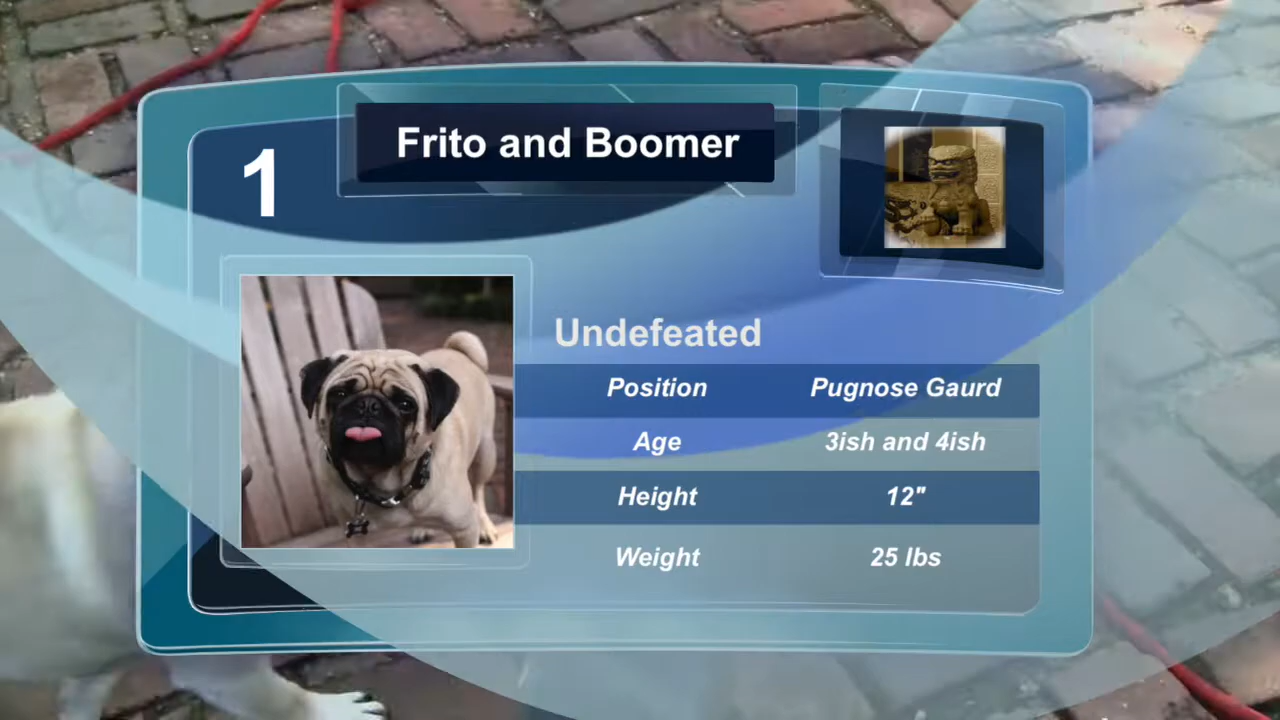 1
Frito and Boomer
Undefeated
Position Pugnose Gaurd
Age 3ish and 4ish
Height 12"
Weight 25 lbs